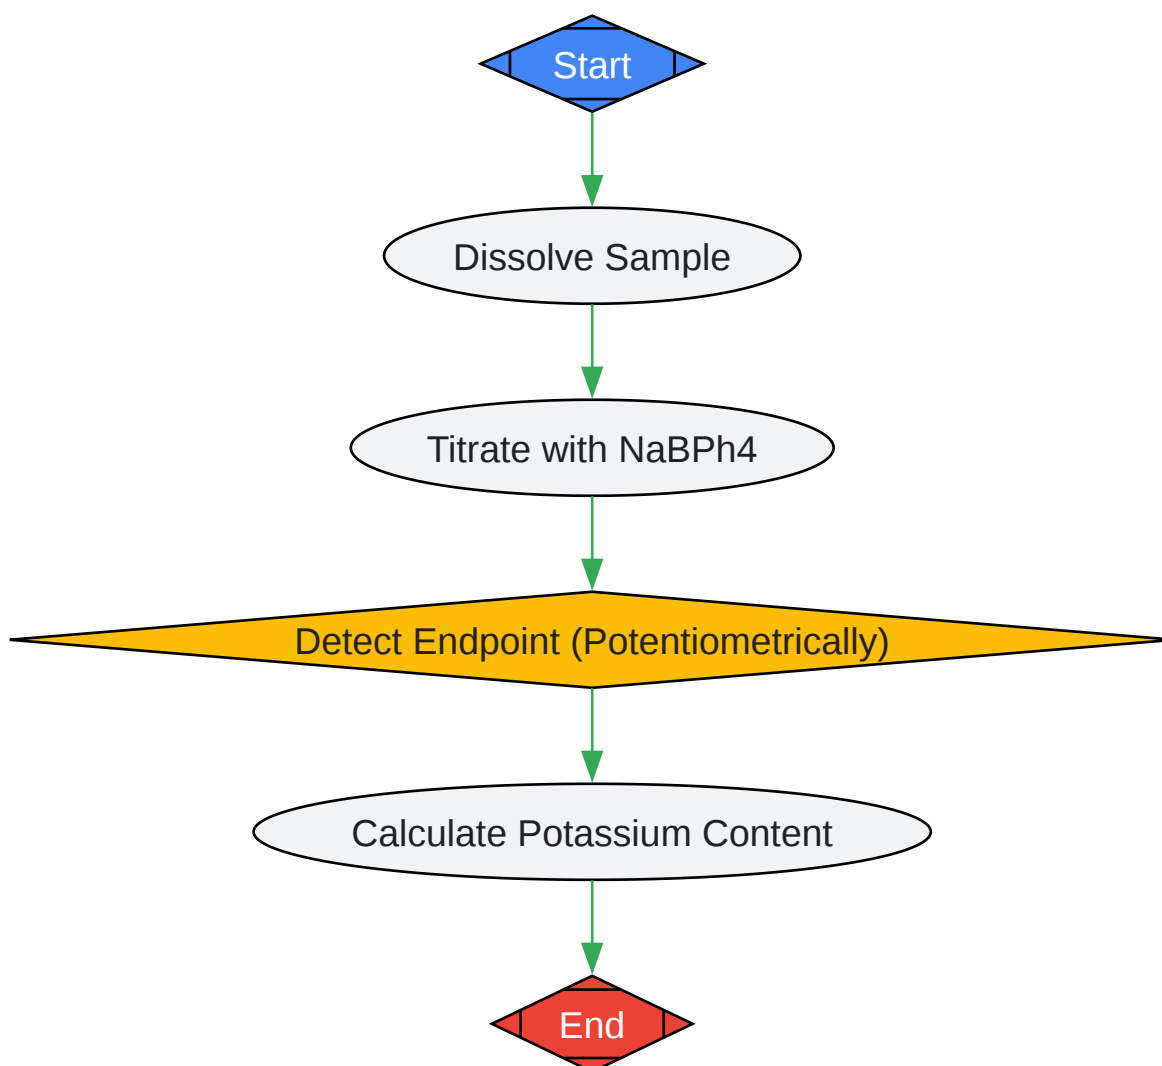 Start
Dissolve Sample
Titrate with NaBPh4
Detect Endpoint (Potentiometrically)
Calculate Potassium Content
End